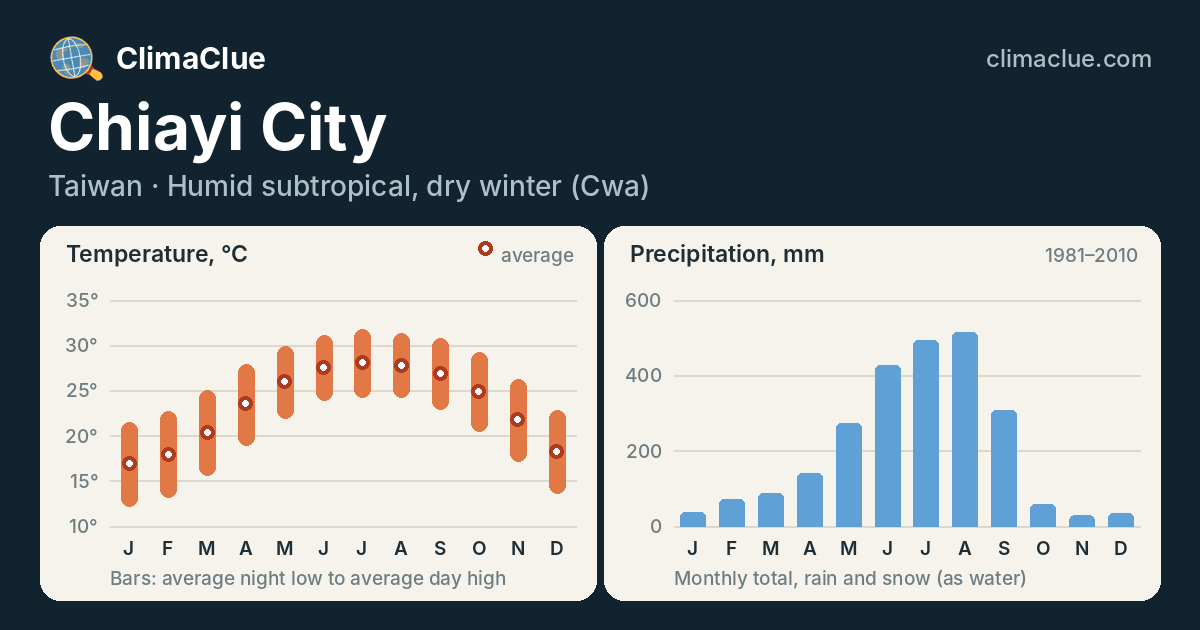 ClimaClue
climaclue.com
Chiayi City
Taiwan · Humid subtropical, dry winter (Cwa)
Temperature, °C
average
35°
30°
25°
20°
15°
10°
J F M A M J J A S O N D
Bars: average night low to average day high
Precipitation, mm
1981–2010
600
400
200
0
J F M A M J J A S O N D
Monthly total, rain and snow (as water)